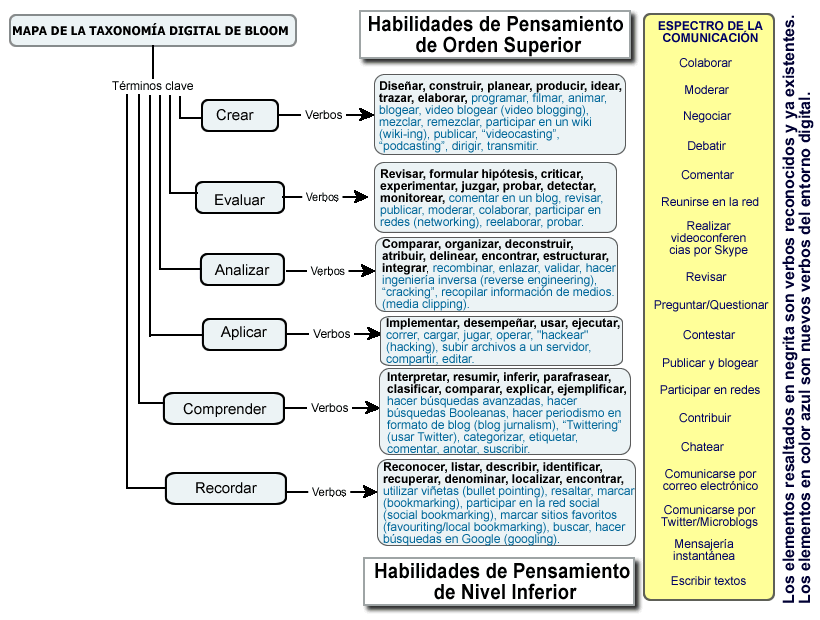 MAPA DE LA TAXONOMÍA DIGITAL DE BLOOM
Habilidades de Pensamiento
de Orden Superior
Términos clave
Crear
Verbos
Diseñar, construir, planear, producir, idear,
trazar, elaborar, programar, filmar, animar,
blogear, video blogear (video blogging),
mezclar, remezclar, participar en un wiki
(wiki-ing), publicar, “videocasting”,
“podcasting”, dirigir, transmitir.
Evaluar
Verbos
Revisar, formular hipótesis, criticar,
experimentar, juzgar, probar, detectar,
monitorear, comentar en un blog, revisar,
publicar, moderar, colaborar, participar en
redes (networking), reelaborar, probar.
Analizar
Verbos
Comparar, organizar, deconstruir,
atribuir, delinear, encontrar, estructurar,
integrar, recombinar, enlazar, validar, hacer
ingeniería inversa (reverse engineering),
“cracking”, recopilar información de medios.
(media clipping).
Aplicar
Verbos
Implementar, desempeñar, usar, ejecutar,
correr, cargar, jugar, operar, "hackear"
(hacking), subir archivos a un servidor,
compartir, editar.
Comprender
Verbos
Interpretar, resumir, inferir, parafrasear,
clasificar, comparar, explicar, ejemplificar,
hacer búsquedas avanzadas, hacer
búsquedas Booleanas, hacer periodismo en
formato de blog (blog jurnalism), “Twittering”
(usar Twitter), categorizar, etiquetar,
comentar, anotar, suscribir.
Recordar
Verbos
Reconocer, listar, describir, identificar,
recuperar, denominar, localizar, encontrar,
utilizar viñetas (bullet pointing), resaltar, marcar
(bookmarking), participar en la red social
(social bookmarking), marcar sitios favoritos
(favouriting/local bookmarking), buscar, hacer
búsquedas en Google (googling).
Habilidades de Pensamiento
de Nivel Inferior
ESPECTRO DE LA
COMUNICACIÓN
Colaborar
Moderar
Negociar
Debatir
Comentar
Reunirse en la red
Realizar
videoconferen
cias por Skype
Revisar
Preguntar/Questionar
Contestar
Publicar y blogear
Participar en redes
Contribuir
Chatear
Comunicarse por
correo electrónico
Comunicarse por
Twitter/Microblogs
Mensajería
instantánea
Escribir textos
Los elementos resaltados en negrita son verbos reconocidos y ya existentes.
Los elementos en color azul son nuevos verbos del entorno digital.